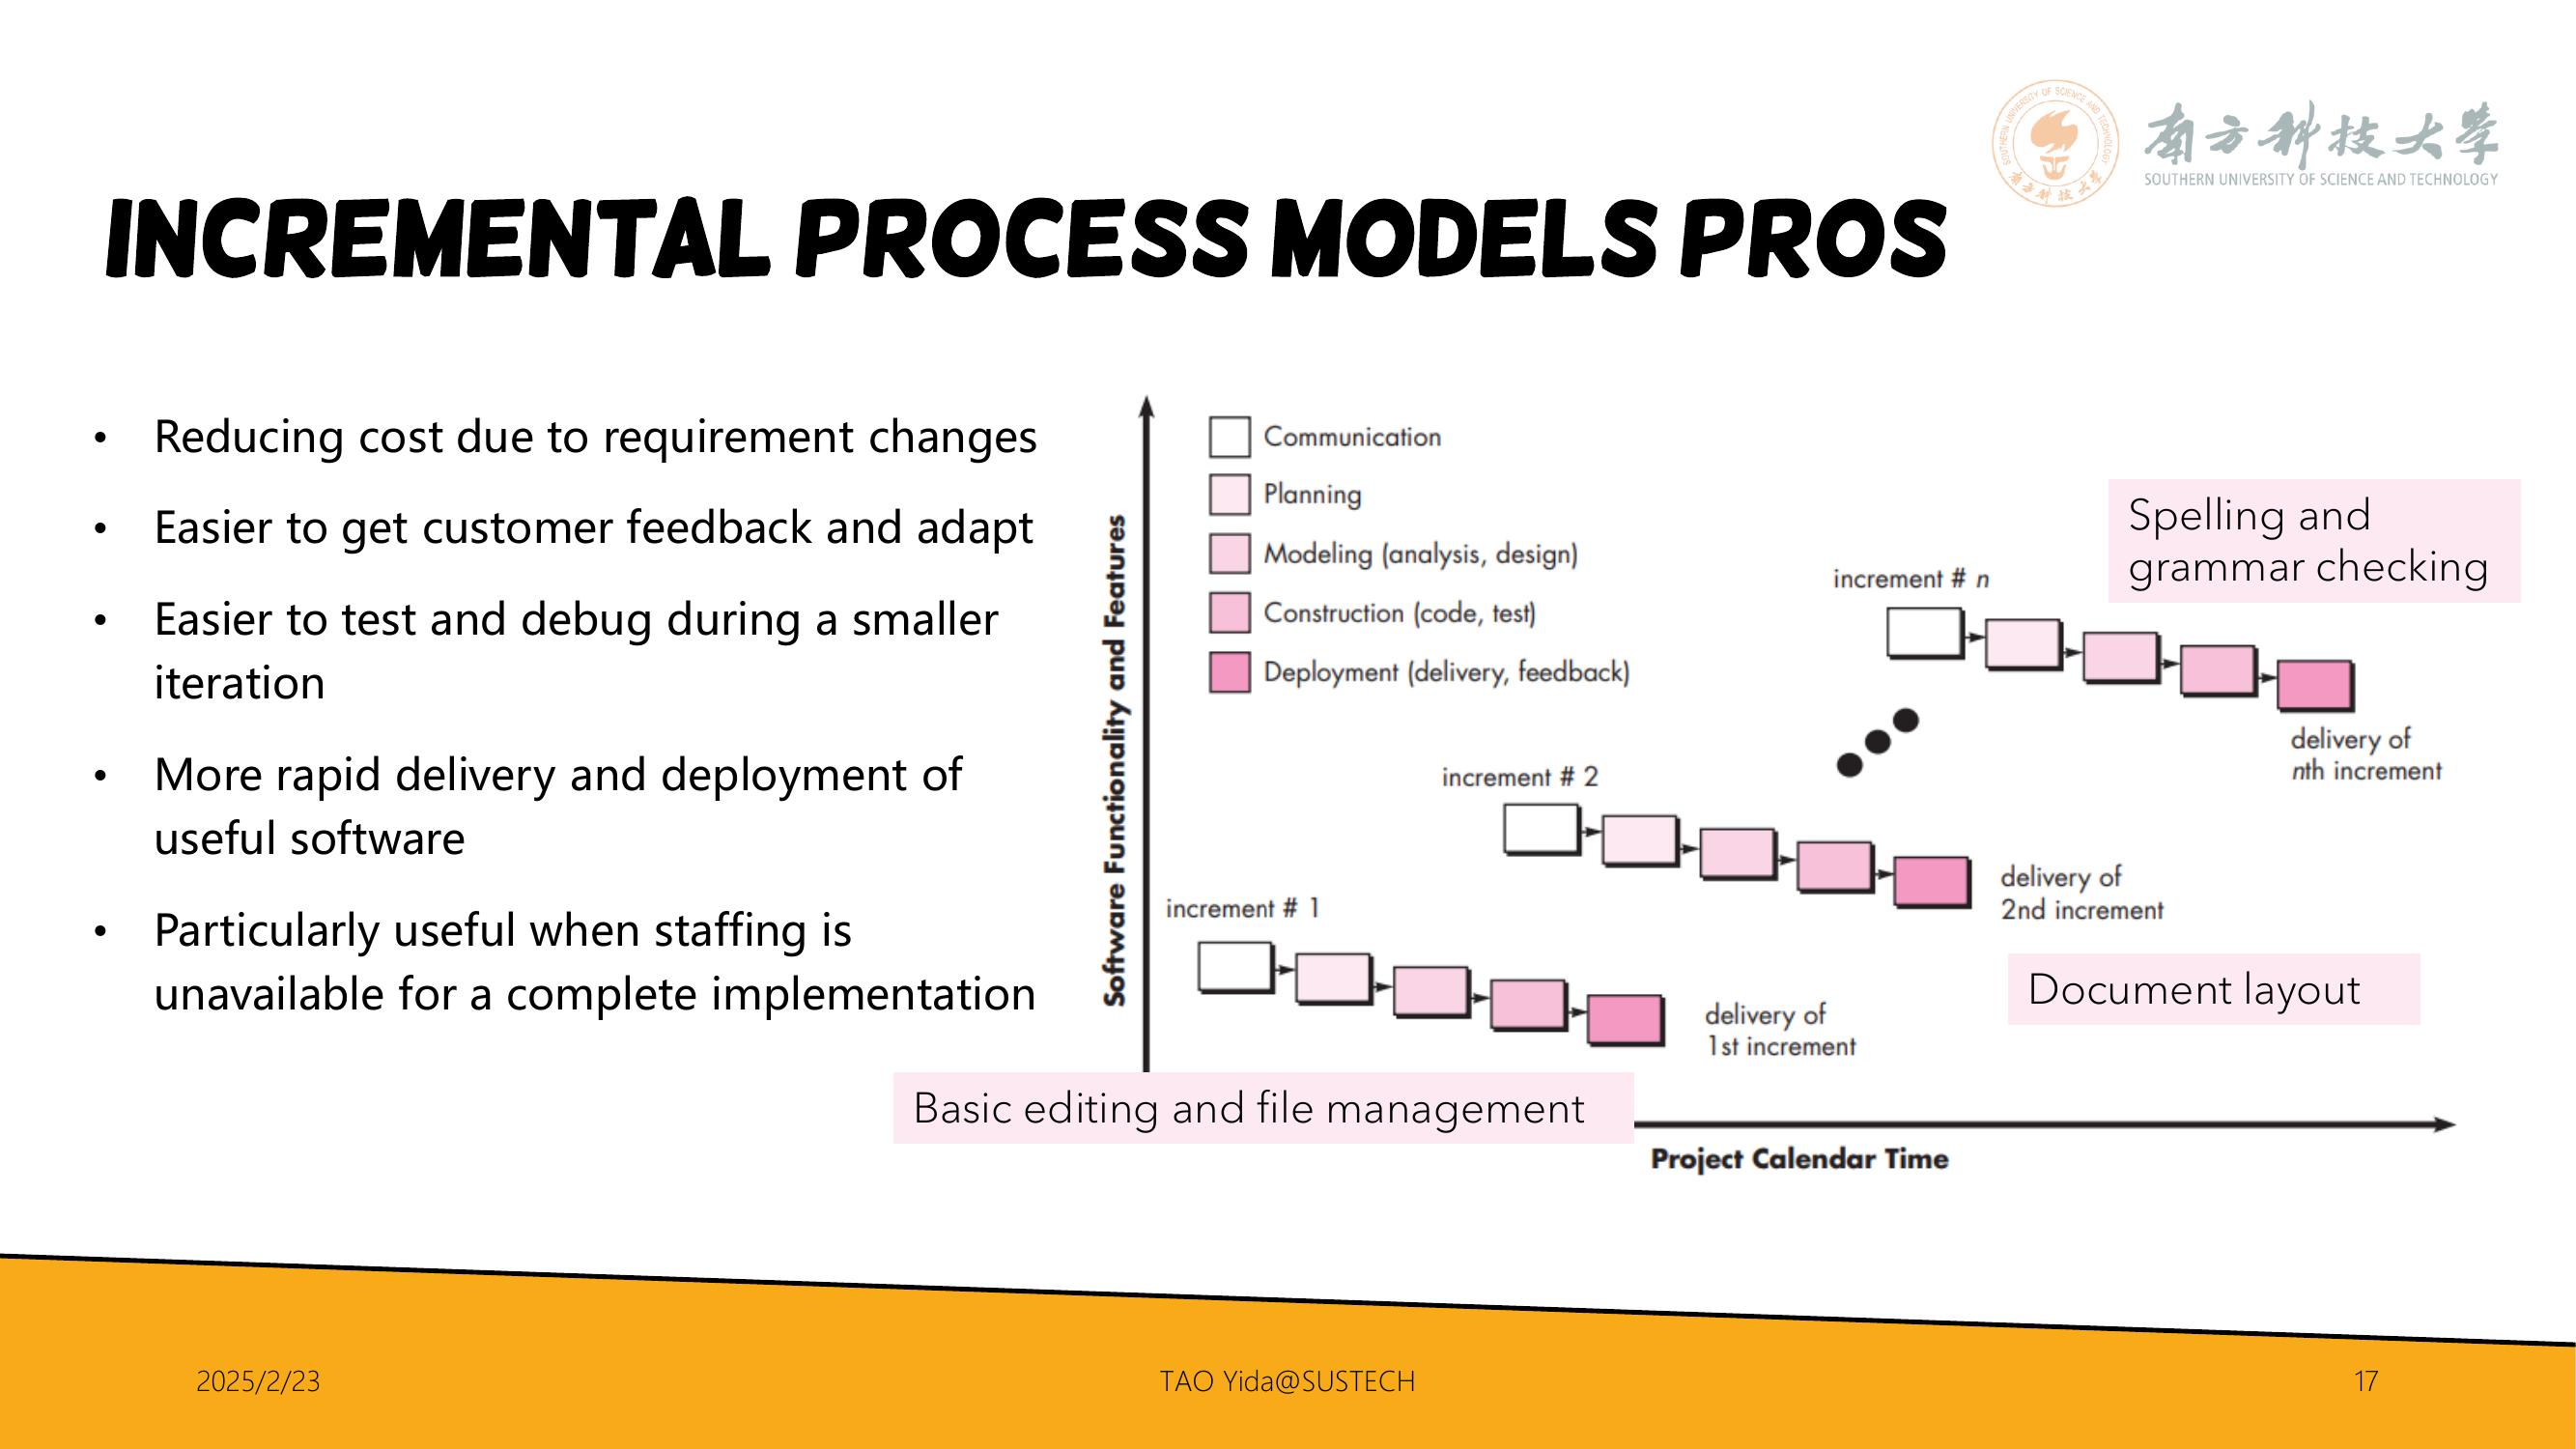 南方科技大学
SOUTHERN UNIVERSITY OF SCIENCE AND TECHNOLOGY
INCREMENTAL PROCESS MODELS PROS
• Reducing cost due to requirement changes
• Easier to get customer feedback and adapt
• Easier to test and debug during a smaller
iteration
• More rapid delivery and deployment of
useful software
• Particularly useful when staffing is
unavailable for a complete implementation
Software Functionality and Features
Communication
Planning
Modeling (analysis, design)
Construction (code, test)
Deployment (delivery, feedback)
Spelling and
grammar checking
increment # n
delivery of
nth increment
increment # 2
delivery of
2nd increment
Document layout
increment # 1
delivery of
1st increment
Basic editing and file management
Project Calendar Time
2025/2/23
TAO Yida@SUSTECH
17